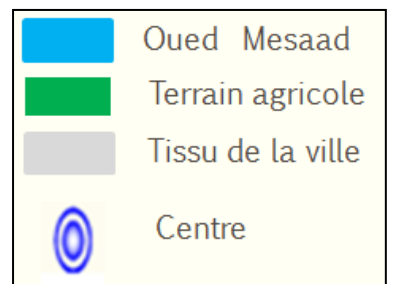 Oued Mesaad
Terrain agricole
Tissu de la ville
Centre